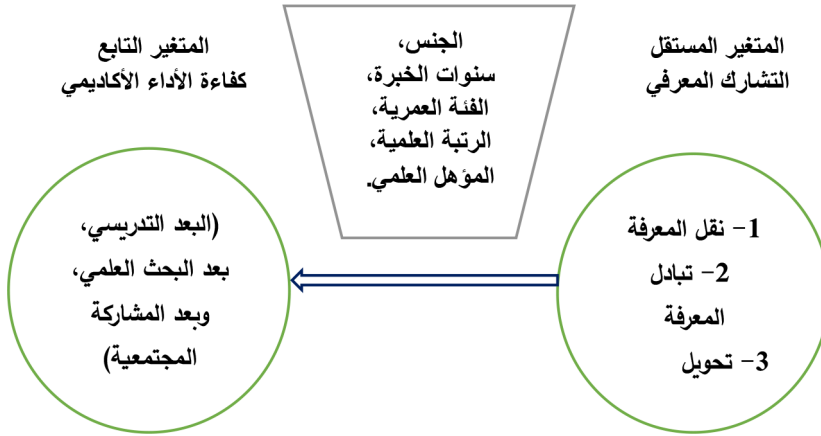 المتغير المستقل
التشارك المعرفي
الجنس،
سنوات الخبرة،
الفئة العمرية،
الرتبة العلمية،
المؤهل العلمي.
المتغير التابع
كفاءة الأداء الأكاديمي
1- نقل المعرفة
2- تبادل
المعرفة
3- تحويل
(البعد التدريسي،
بعد البحث العلمي،
وبعد المشاركة
المجتمعية)